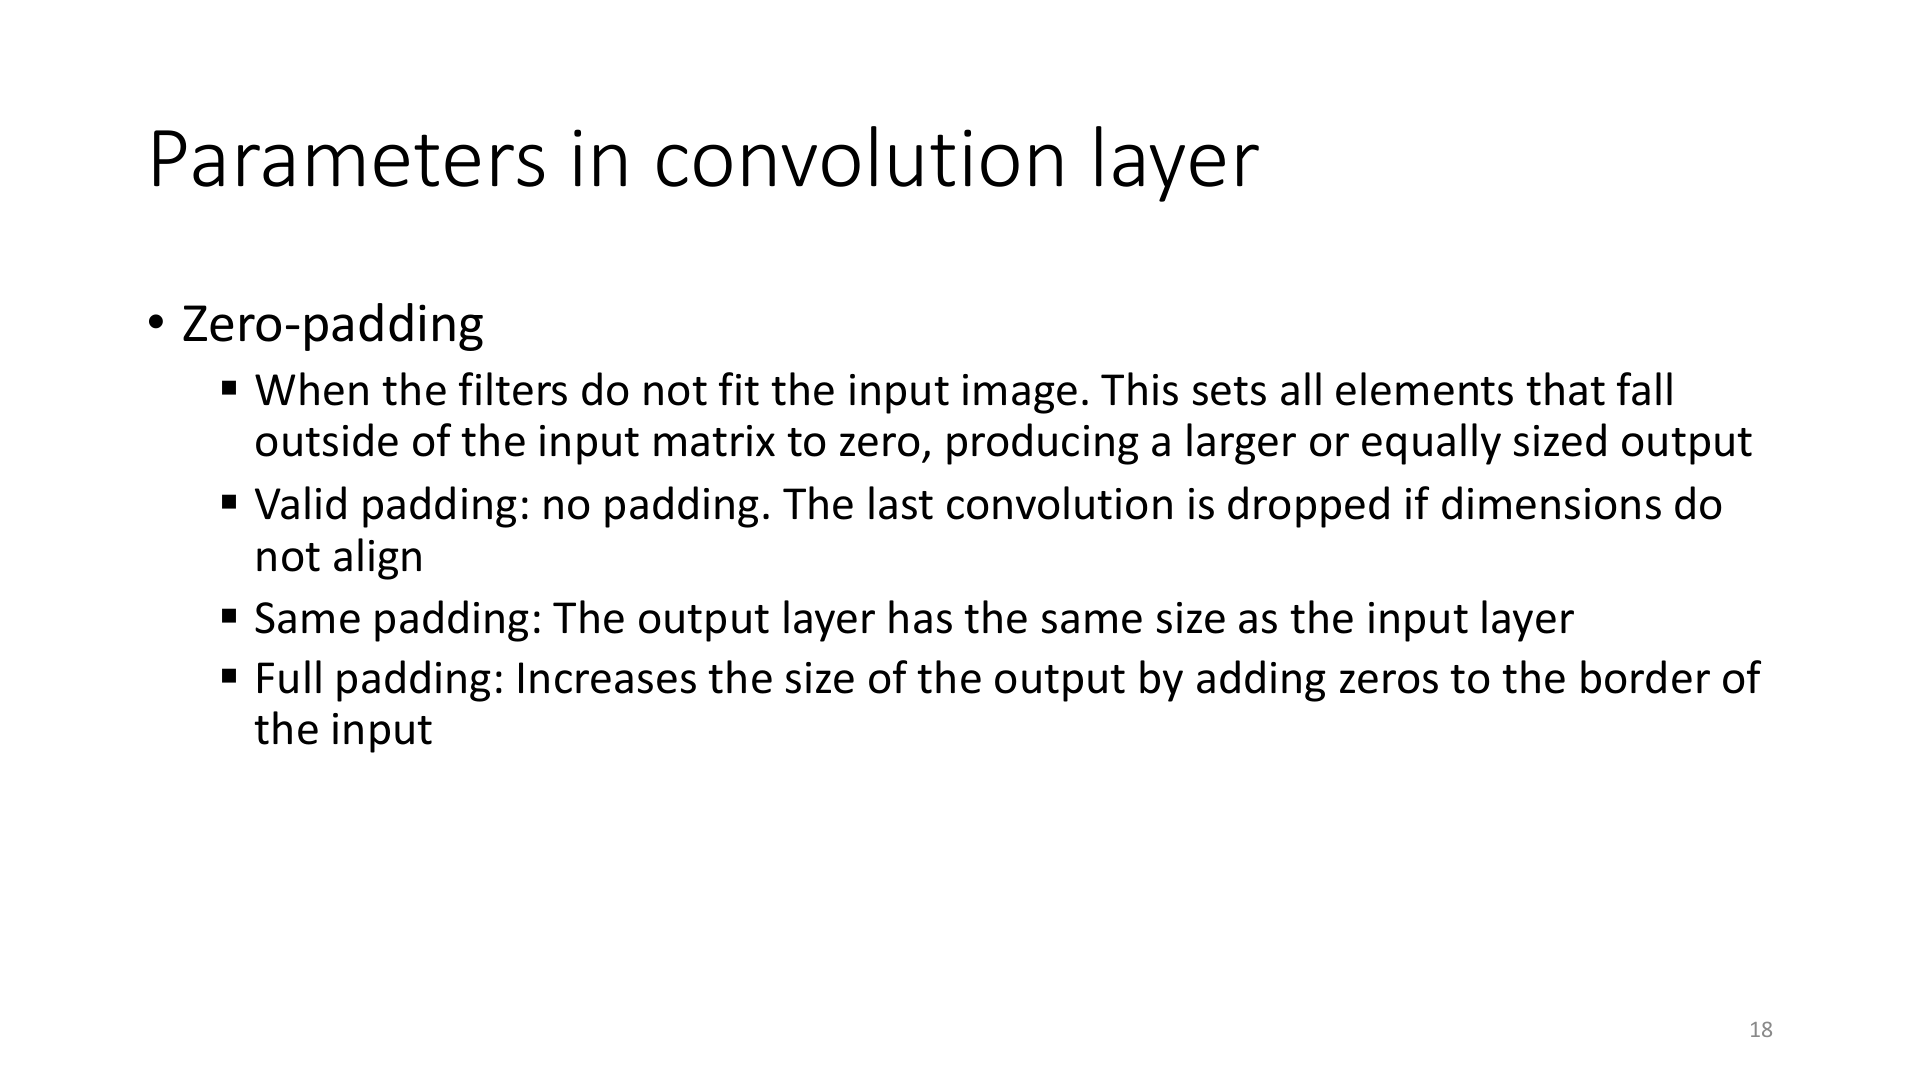 Parameters in convolution layer
• Zero-padding
▪ When the filters do not fit the input image. This sets all elements that fall
outside of the input matrix to zero, producing a larger or equally sized output
▪ Valid padding: no padding. The last convolution is dropped if dimensions do
not align
▪ Same padding: The output layer has the same size as the input layer
▪ Full padding: Increases the size of the output by adding zeros to the border of
the input
18